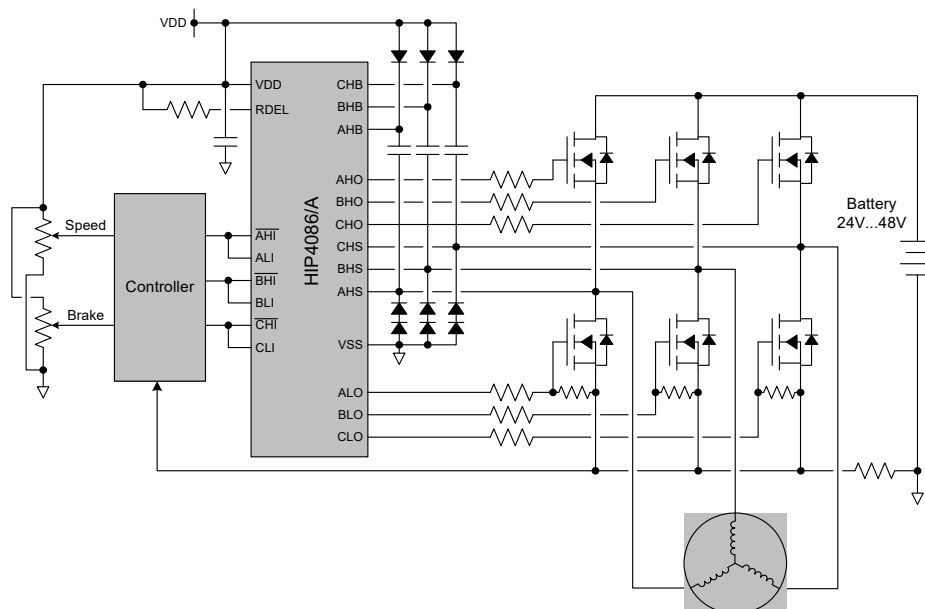 VDD
VDD
RDEL
CHB
BHB
AHB
AHO
BHO
CHO
CHS
BHS
AHS
VSS
ALO
BLO
CLO
HIP4086/A
AHI
ALI
BHI
BLI
CHI
CLI
Speed
Brake
Controller
Battery
24V...48V